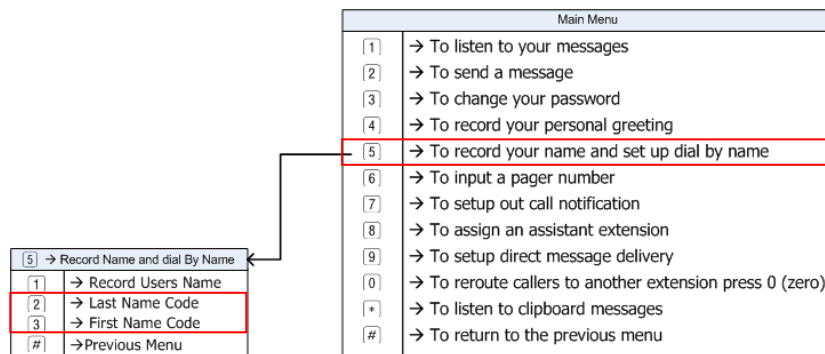 Main Menu
1 → To listen to your messages
2 → To send a message
3 → To change your password
4 → To record your personal greeting
5 → To record your name and set up dial by name
6 → To input a pager number
7 → To setup out call notification
8 → To assign an assistant extension
9 → To setup direct message delivery
0 → To reroute callers to another extension press 0 (zero)
* → To listen to clipboard messages
# → To return to the previous menu
5 → Record Name and dial By Name
1 → Record Users Name
2 → Last Name Code
3 → First Name Code
# →Previous Menu